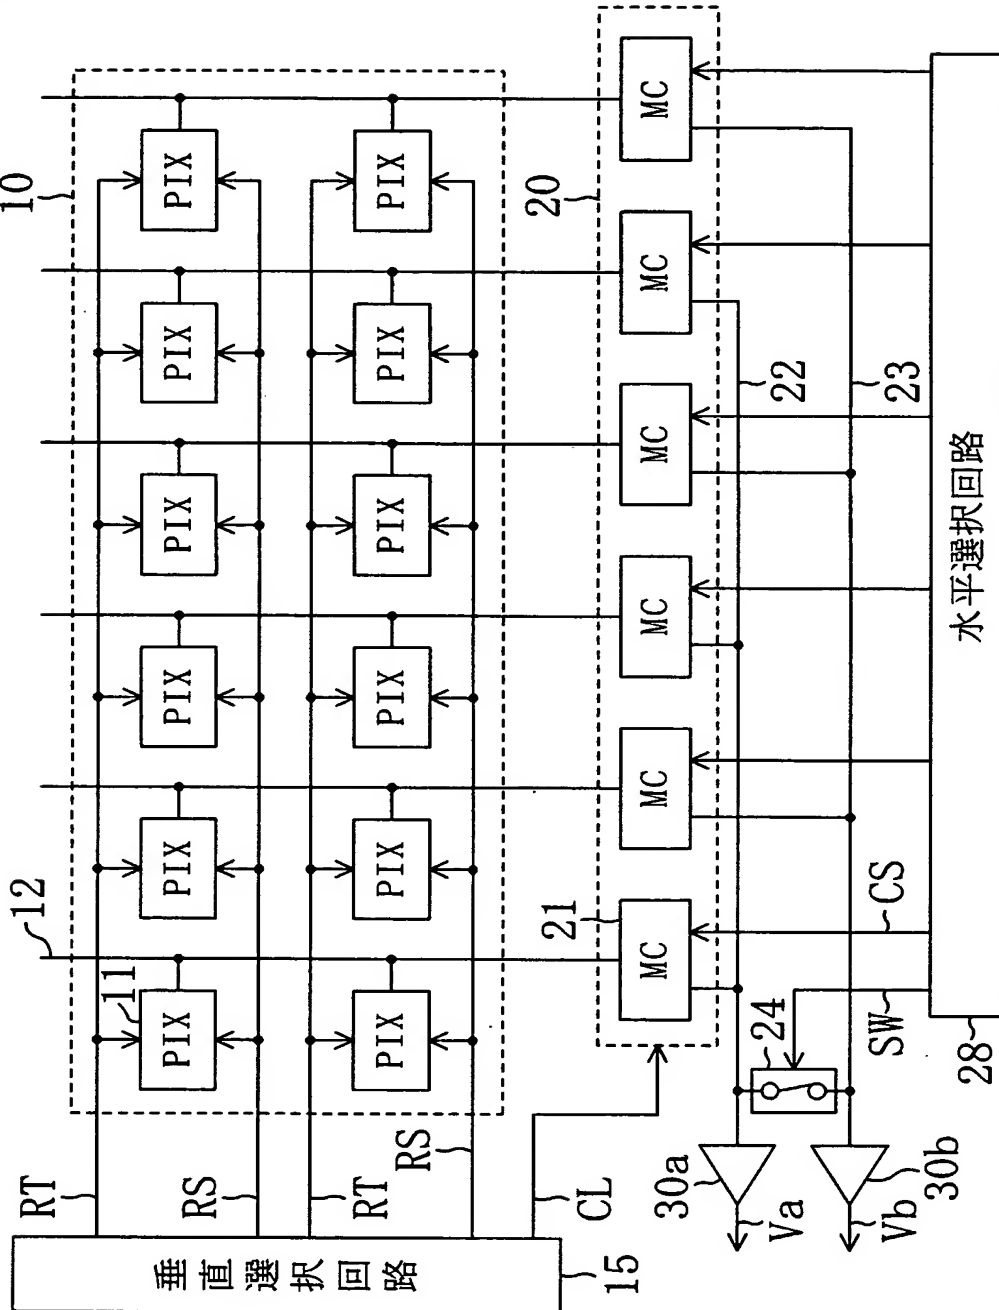 10
PIX PIX PIX PIX PIX PIX
PIX PIX PIX PIX PIX PIX
11
12
RT
RS
RT
RS
CL
垂直選択回路
15
20
MC MC MC MC MC MC
21
22
23
24
CS
SW
水平選択回路
28
30a
30b
Va
Vb